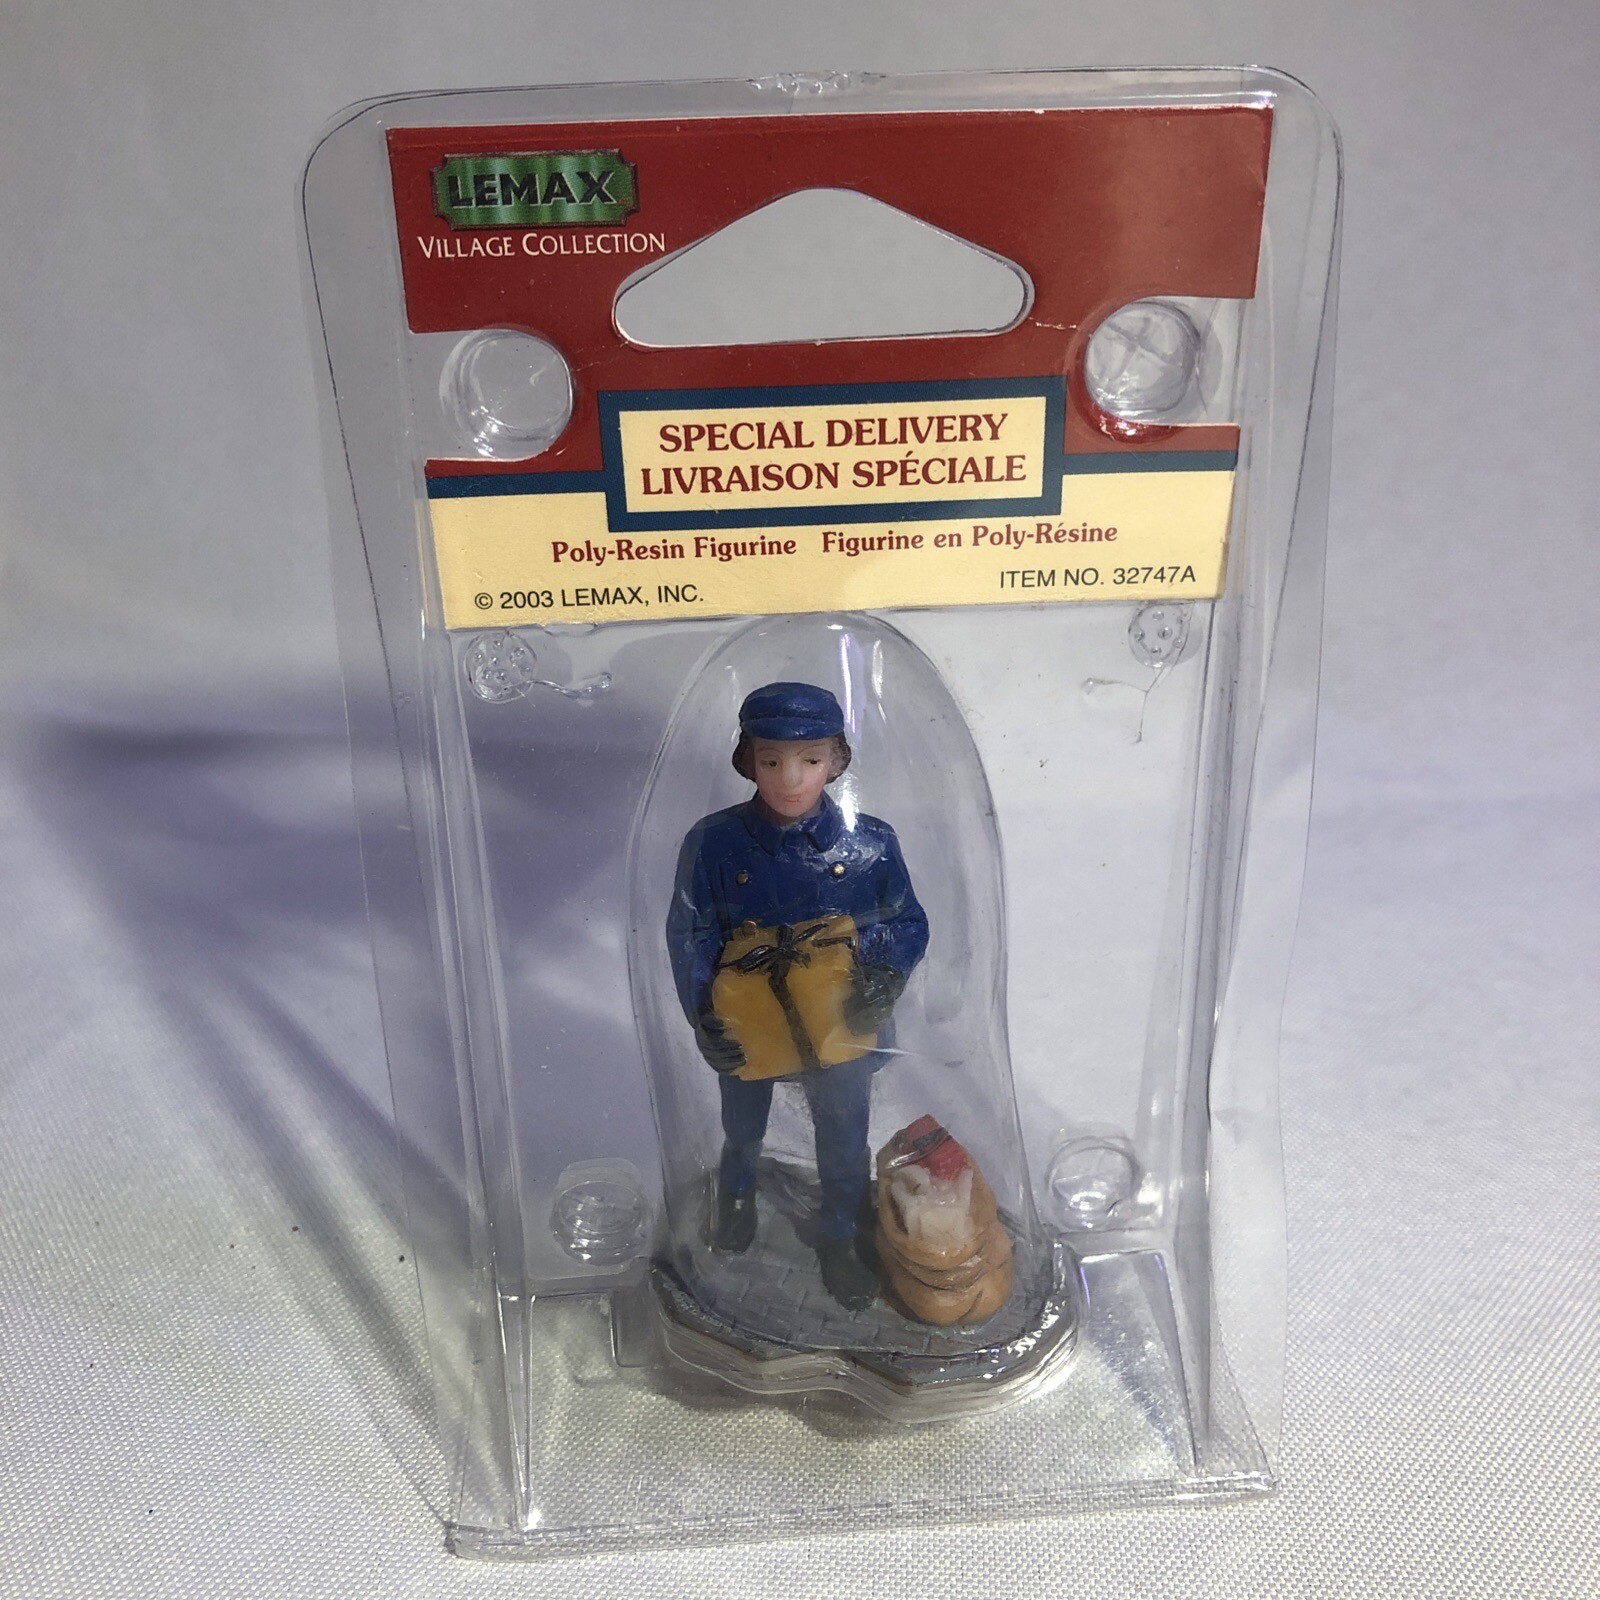 LEMAX
VILLAGE COLLECTION
SPECIAL DELIVERY
LIVRAISON SPÉCIALE
Poly-Resin Figurine Figurine en Poly-Résine
© 2003 LEMAX, INC. ITEM NO. 32747A